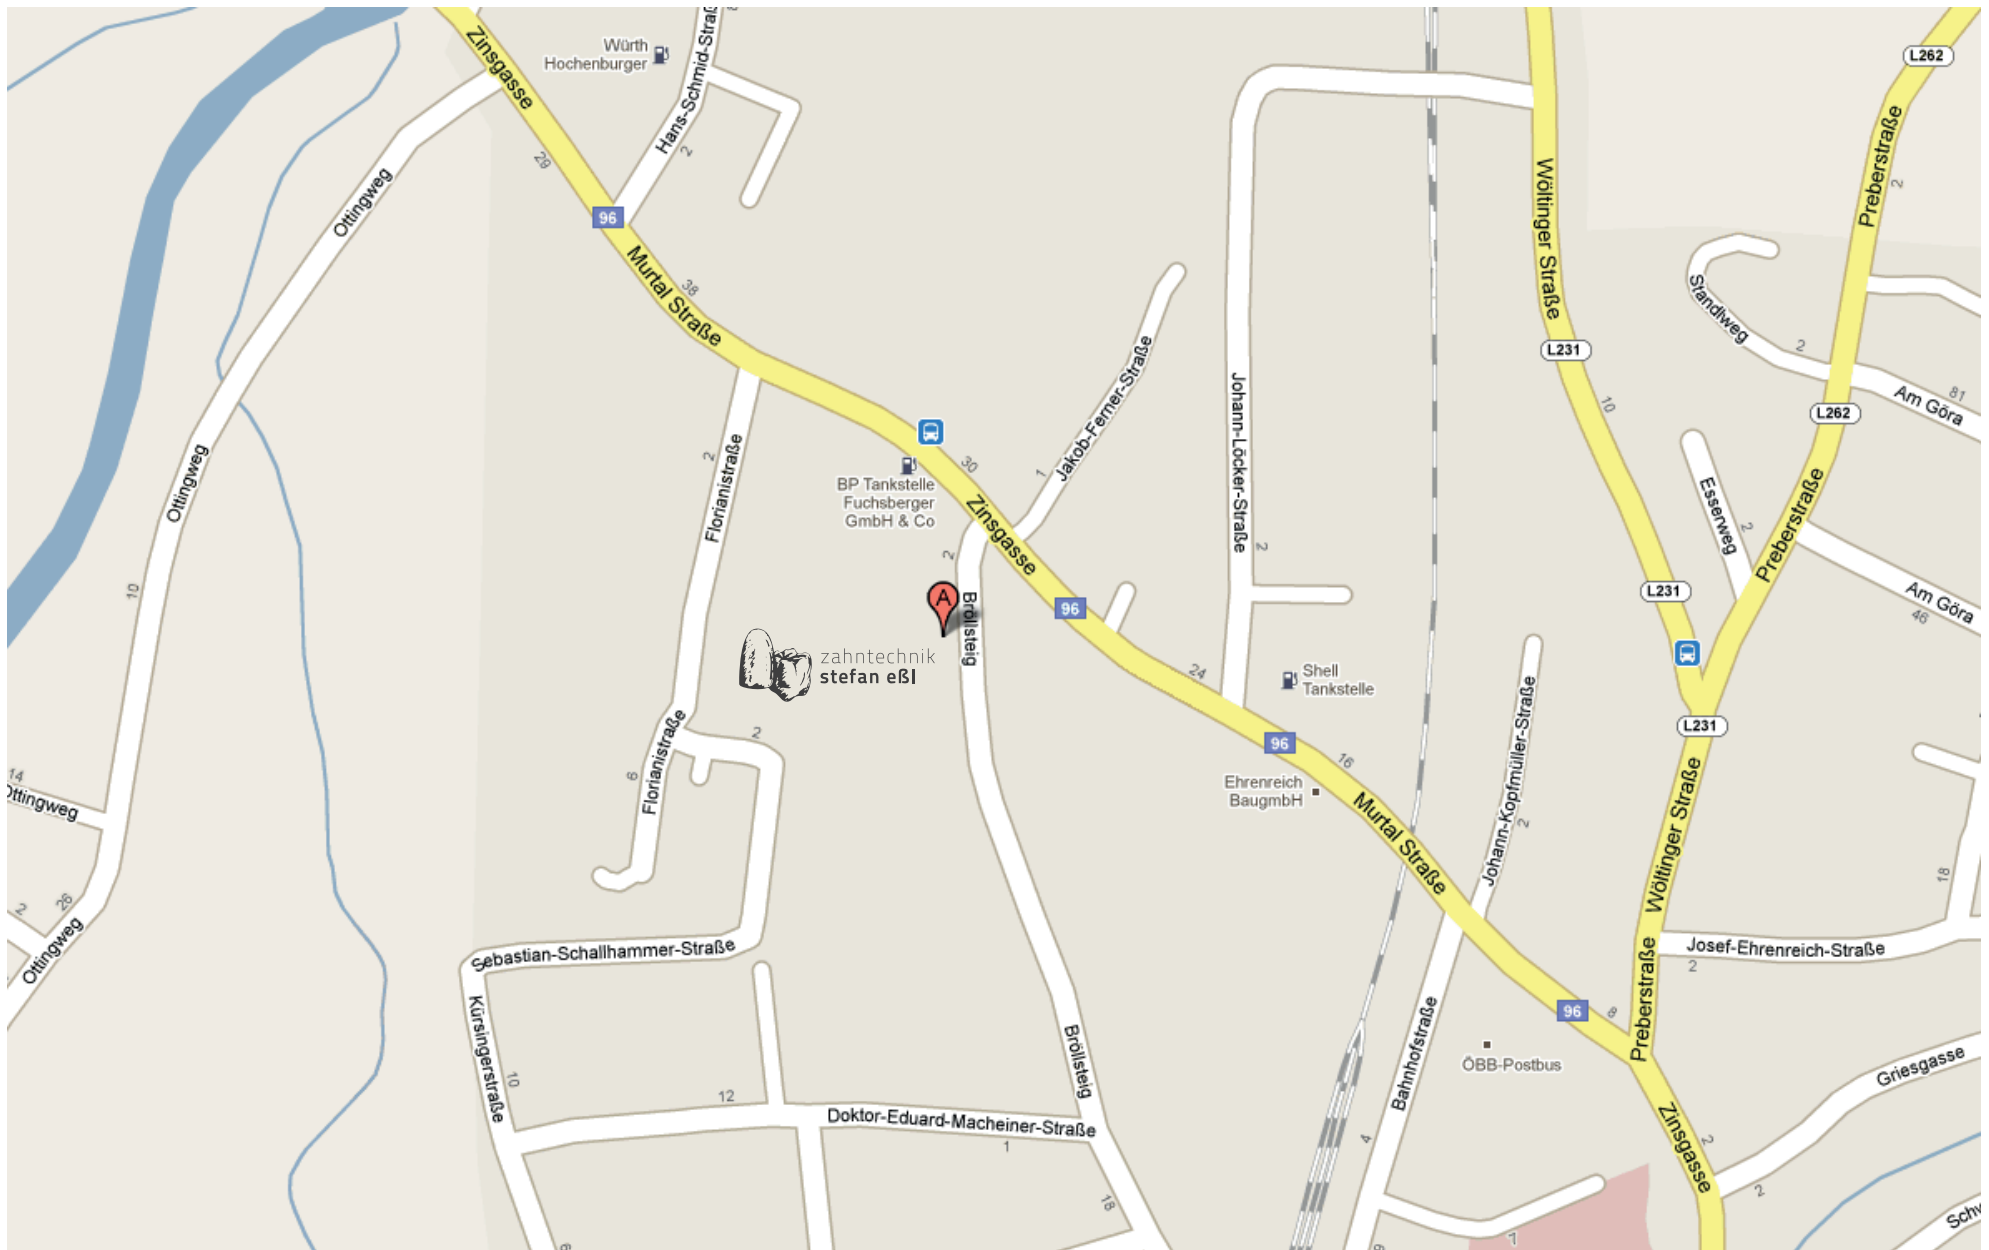 Zinsgasse
Würth
Hochenburger
Hans-Schmid-Straß
L262
29
2
Ottingweg
96
Murtal Straße
38
Wöltinger Straße
Preberstraße
2
Standlweg
2
L231
10
L262
Am Göra
81
Jakob-Ferner-Straße
1
Johann-Löcker-Straße
2
Florianistraße
2
30
BP Tankstelle
Fuchsberger
GmbH & Co
Zinsgasse
2
Ottingweg
10
Esserweg
2
Preberstraße
L231
Am Göra
46
A
Bröllsteig
96
zahntechnik
stefan eßl
24
Shell
Tankstelle
Johann-Kopfmüller-Straße
2
L231
2
Florianistraße
6
96
16
Ehrenreich
BaugmbH
Murtal Straße
Wöltinger Straße
14
Ottingweg
26
2
Ottingweg
18
Sebastian-Schallhammer-Straße
Josef-Ehrenreich-Straße
2
Preberstraße
Kürsingerstraße
10
Bröllsteig
Bahnhofstraße
96
8
ÖBB-Postbus
Griesgasse
12
Doktor-Eduard-Macheiner-Straße
1
4
Zinsgasse
2
2
18
7
Schw